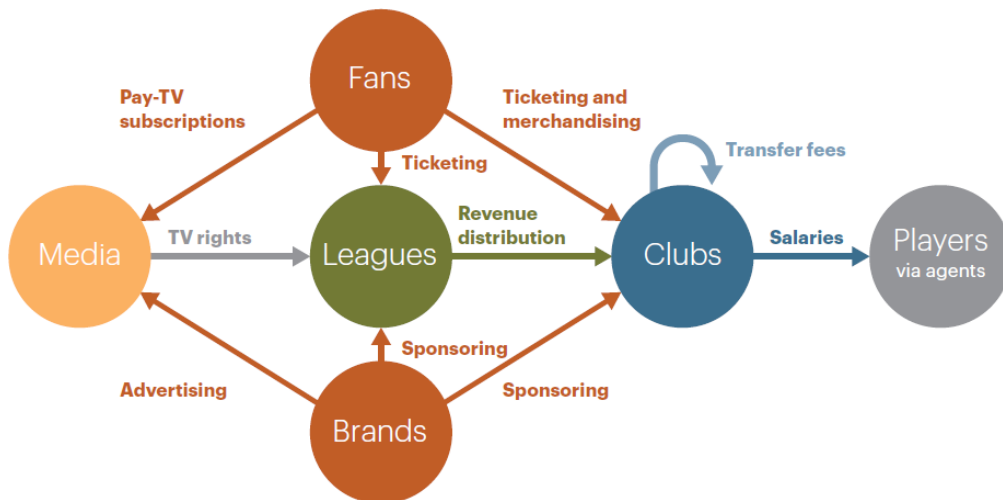 Fans
Pay-TV
subscriptions
Ticketing and
merchandising
Transfer fees
Ticketing
Media
TV rights
Leagues
Revenue
distribution
Clubs
Salaries
Players
via agents
Sponsoring
Advertising
Sponsoring
Brands